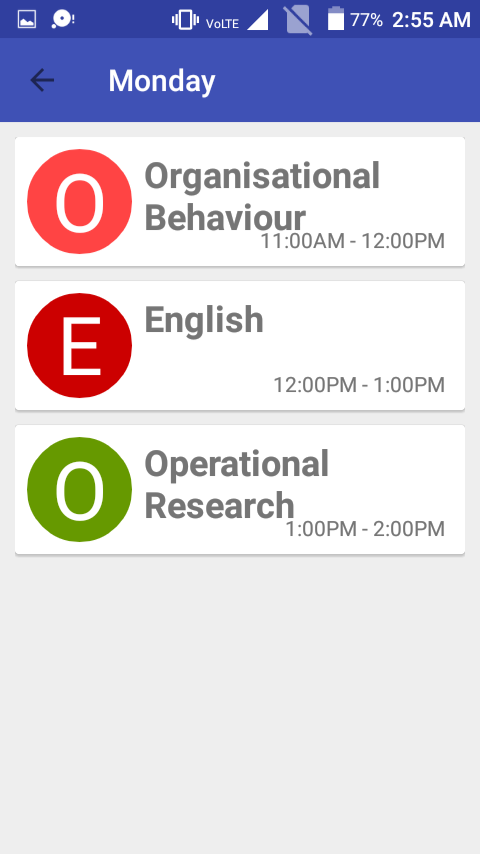 VoLTE 77% 2:55 AM
Monday
O
Organisational
Behaviour
11:00AM - 12:00PM
E
English
12:00PM - 1:00PM
O
Operational
Research
1:00PM - 2:00PM